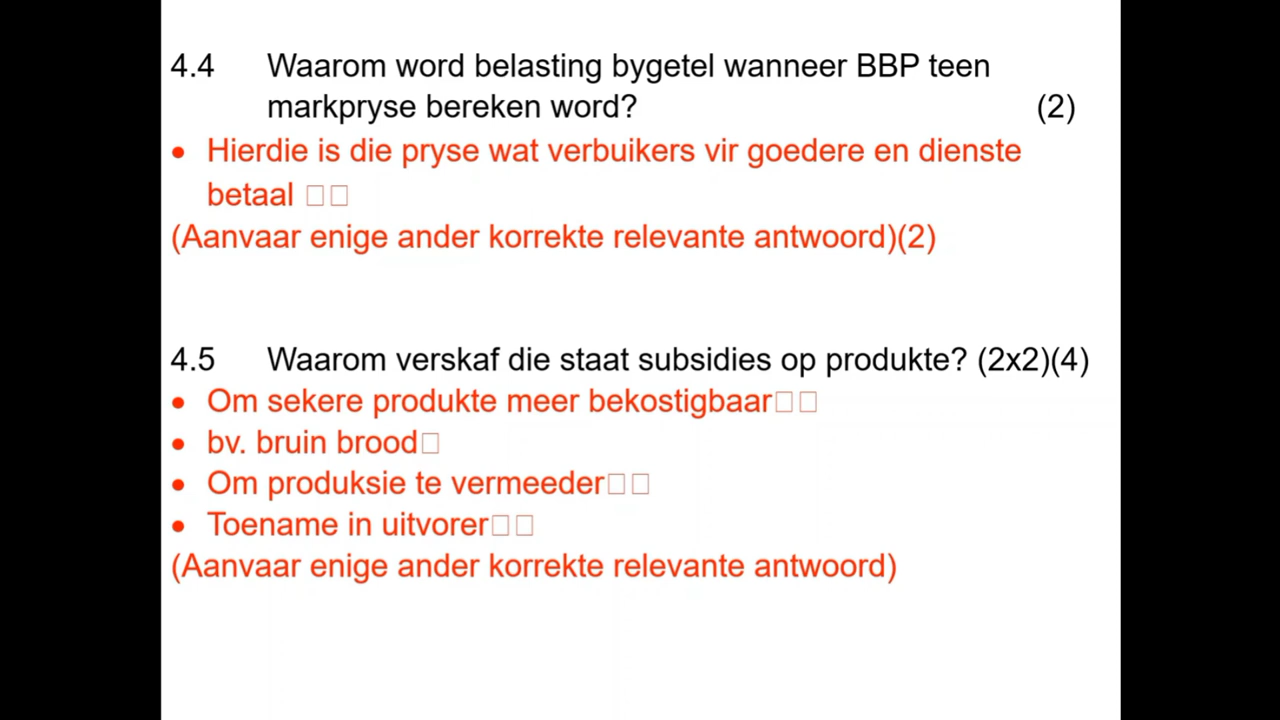 4.4 Waarom word belasting bygetel wanneer BBP teen
markpryse bereken word? (2)
• Hierdie is die pryse wat verbuikers vir goedere en dienste
betaal □□
(Aanvaar enige ander korrekte relevante antwoord)(2)
4.5 Waarom verskaf die staat subsidies op produkte? (2x2)(4)
• Om sekere produkte meer bekostigbaar□□
• bv. bruin brood□
• Om produksie te vermeeder□□
• Toename in uitvorer□□
(Aanvaar enige ander korrekte relevante antwoord)